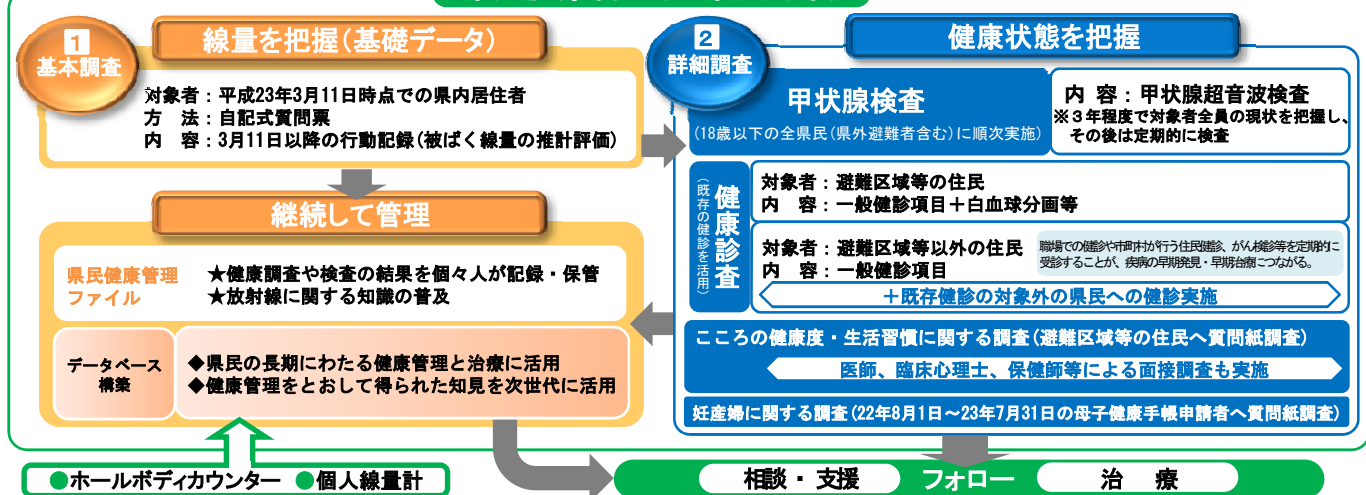 1
基本調査
線量を把握(基礎データ)
対象者：平成23年3月11日時点での県内居住者
方　法：自記式質問票
内　容：3月11日以降の行動記録(被ばく線量の推計評価)
継続して管理
県民健康管理
ファイル
★健康調査や検査の結果を個々人が記録・保管
★放射線に関する知識の普及
データベース
構築
◆県民の長期にわたる健康管理と治療に活用
◆健康管理をとおして得られた知見を次世代に活用
●ホールボディカウンター ●個人線量計
2
詳細調査
健康状態を把握
甲状腺検査
(18歳以下の全県民(県外避難者含む)に順次実施)
内 容：甲状腺超音波検査
※３年程度で対象者全員の現状を把握し、
その後は定期的に検査
健康診査
(既存の健診を活用)
対象者：避難区域等の住民
内　容：一般健診項目＋白血球分画等
対象者：避難区域等以外の住民
内　容：一般健診項目
職場での健診や市町村が行う住民健診、がん検診等を定期的に
受診することが、疾病の早期発見・早期治療につながる。
＋既存健診の対象外の県民への健診実施
こころの健康度・生活習慣に関する調査(避難区域等の住民へ質問紙調査)
医師、臨床心理士、保健師等による面接調査も実施
妊産婦に関する調査(22年8月1日～23年7月31日の母子健康手帳申請者へ質問紙調査)
相談・支援
フォロー
治　療